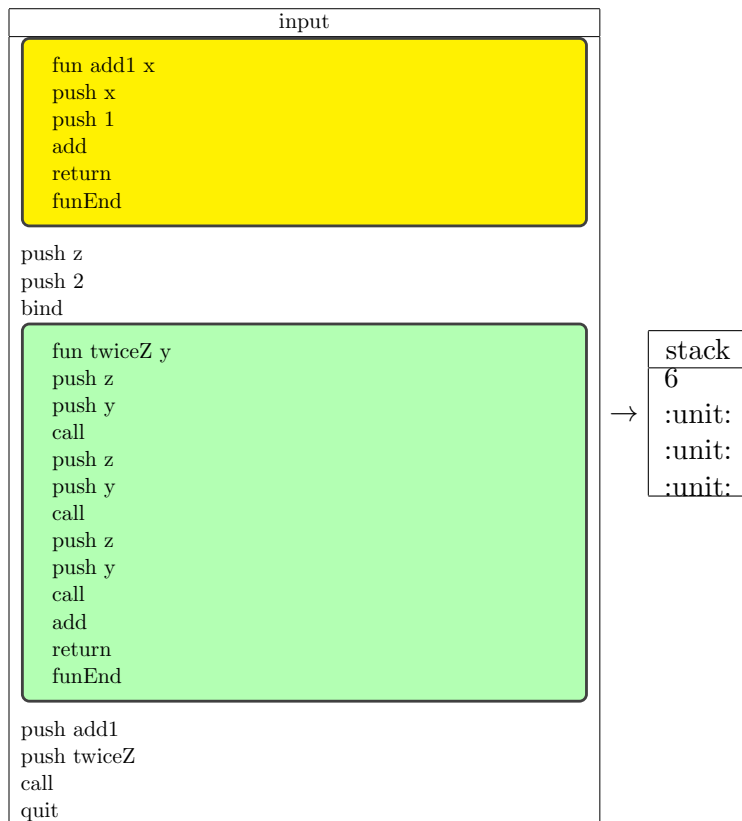 input
fun add1 x
push x
push 1
add
return
funEnd
push z
push 2
bind
fun twiceZ y
push z
push y
call
push z
push y
call
push z
push y
call
add
return
funEnd
push add1
push twiceZ
call
quit
→
stack
6
:unit:
:unit:
:unit: